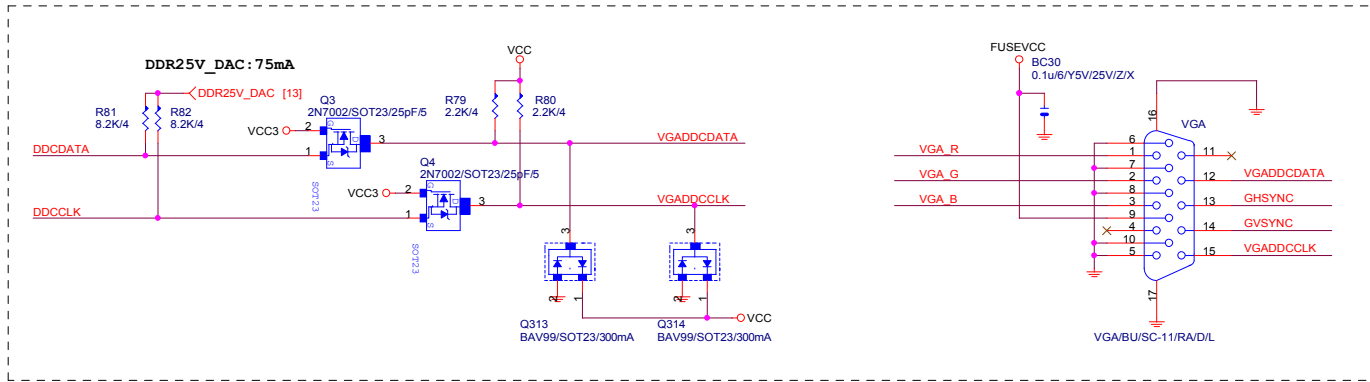 DDR25V_DAC:75mA
DDR25V_DAC [13]
R81
8.2K/4
R82
8.2K/4
Q3
2N7002/SOT23/25pF/5
VCC3
2
G
D
S
1
3
SOT23
DDCDATA
VCC
R79
2.2K/4
R80
2.2K/4
VGADDCDATA
Q4
2N7002/SOT23/25pF/5
VCC3
2
G
D
S
1
3
SOT23
DDCCLK
VGADDCCLK
3
2
1
Q313
BAV99/SOT23/300mA
3
2
1
Q314
BAV99/SOT23/300mA
VCC
FUSEVCC
BC30
0.1u/6/Y5V/25V/Z/X
16
VGA
VGA_R
VGA_G
VGA_B
6
1
7
2
8
3
9
4
10
5
11
12
13
14
15
VGADDCDATA
GHSYNC
GVSYNC
VGADDCCLK
17
VGA/BU/SC-11/RA/D/L